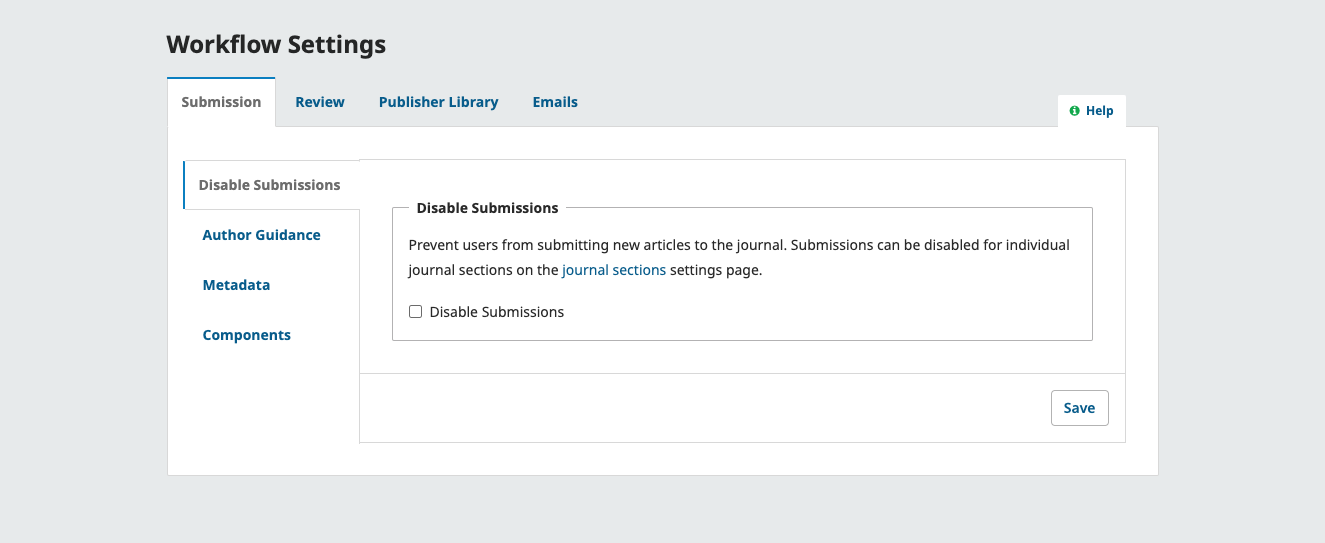 Workflow Settings
Submission
Review
Publisher Library
Emails
Help
Disable Submissions
Author Guidance
Metadata
Components
Disable Submissions
Prevent users from submitting new articles to the journal. Submissions can be disabled for individual
journal sections on the journal sections settings page.
Disable Submissions
Save